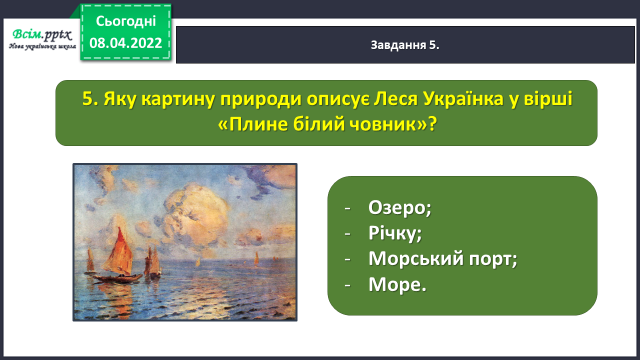 Всім.pptx
Нова українська школа
Сьогодні
08.04.2022
Завдання 5.
5. Яку картину природи описує Леся Українка у вірші
«Плине білий човник»?
- Озеро;
- Річку;
- Морський порт;
- Море.